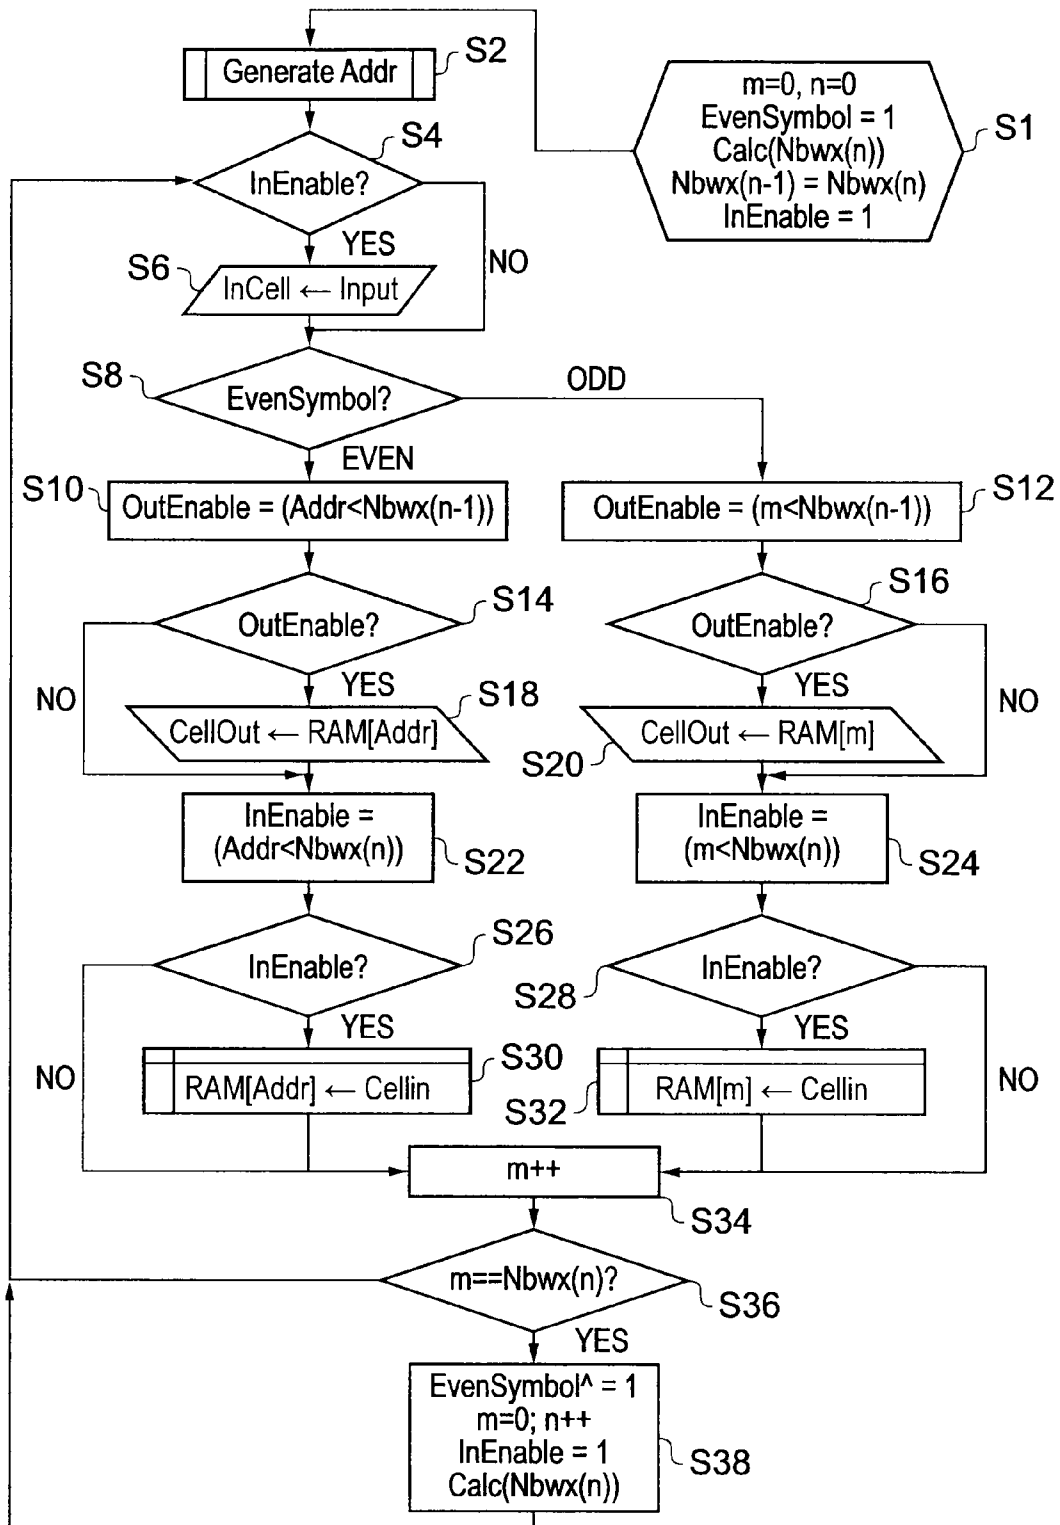 S2
Generate Addr
m=0, n=0
EvenSymbol = 1
Calc(Nbwx(n))
Nbwx(n-1) = Nbwx(n)
InEnable = 1
S1
S4
InEnable?
YES
NO
S6
InCell ← Input
S8
EvenSymbol?
ODD
EVEN
S10
OutEnable = (Addr<Nbwx(n-1))
S12
OutEnable = (m<Nbwx(n-1))
S14
OutEnable?
S16
OutEnable?
NO
YES
S18
CellOut ← RAM[Addr]
YES
NO
S20
CellOut ← RAM[m]
InEnable =
(Addr<Nbwx(n))
S22
InEnable =
(m<Nbwx(n))
S24
S26
InEnable?
S28
InEnable?
YES
NO
S30
RAM[Addr] ← Cellin
YES
NO
S32
RAM[m] ← Cellin
m++
S34
m==Nbwx(n)?
S36
YES
EvenSymbol^ = 1
m=0; n++
InEnable = 1
Calc(Nbwx(n))
S38